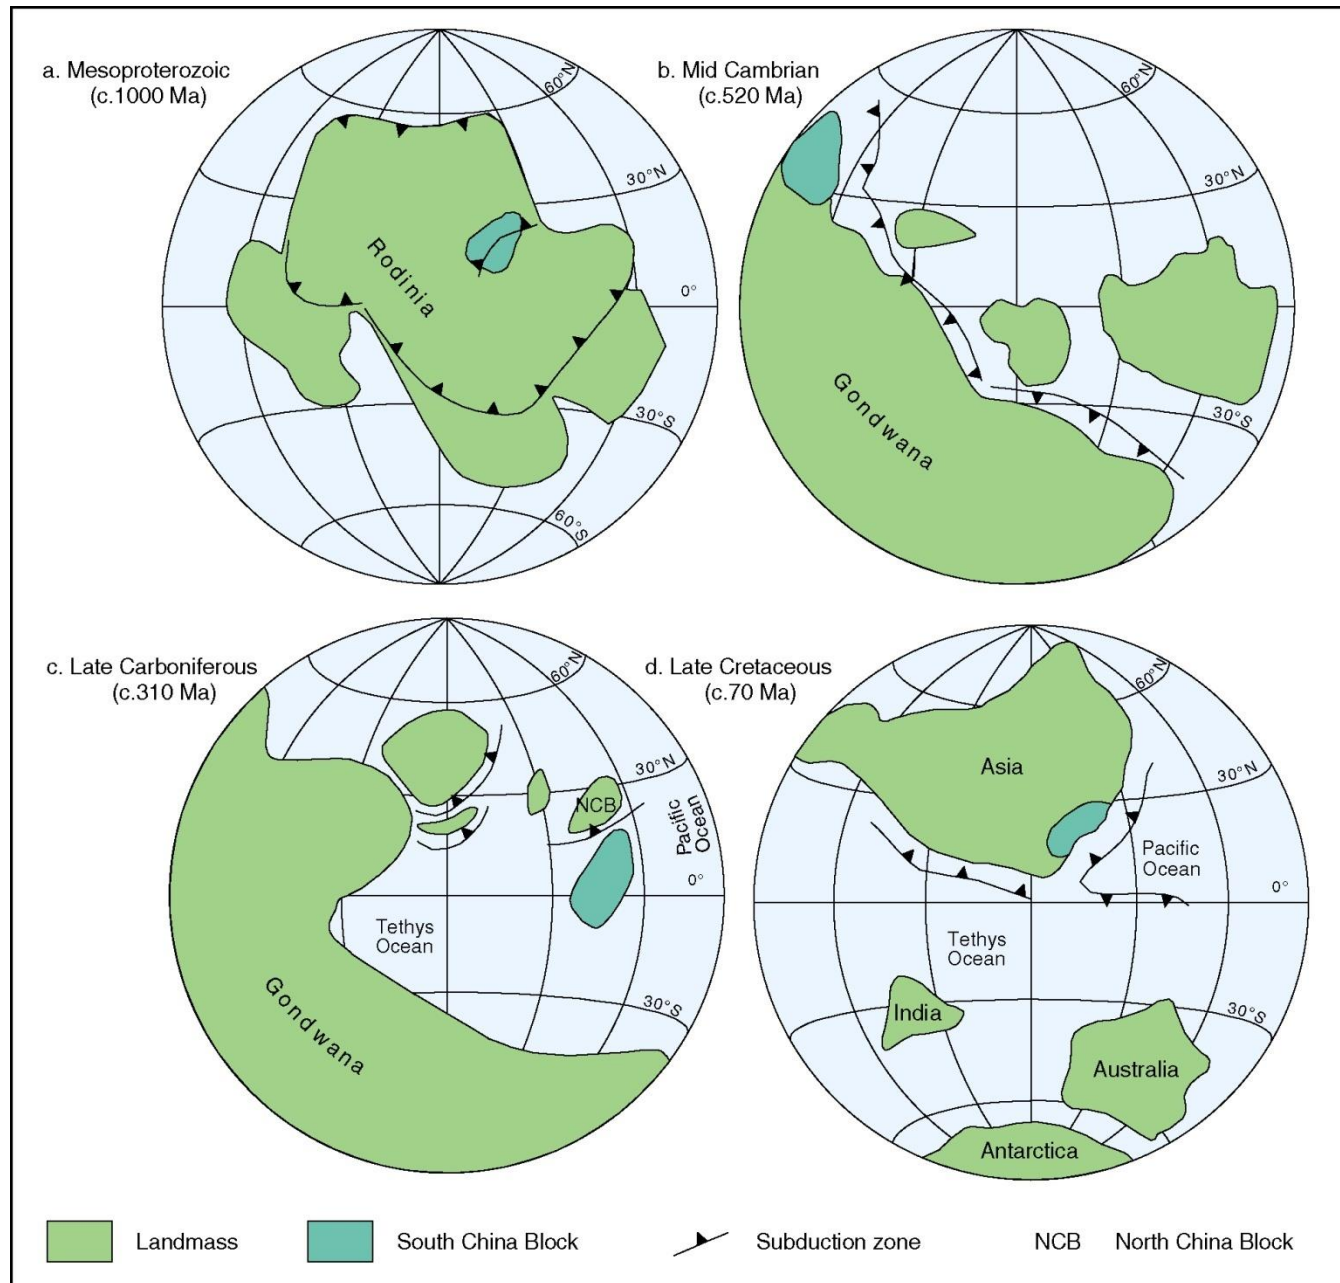 a. Mesoproterozoic
(c.1000 Ma)
60°N
30°N
Rodinia
0°
30°S
60°S
b. Mid Cambrian
(c.520 Ma)
60°N
30°N
0°
Gondwana
30°S
c. Late Carboniferous
(c.310 Ma)
60°N
30°N
NCB
Pacific
Ocean
0°
Tethys
Ocean
Gondwana
30°S
d. Late Cretaceous
(c.70 Ma)
60°N
30°N
Asia
Pacific
Ocean
0°
Tethys
Ocean
India
30°S
Australia
Antarctica
Landmass
South China Block
Subduction zone
NCB North China Block